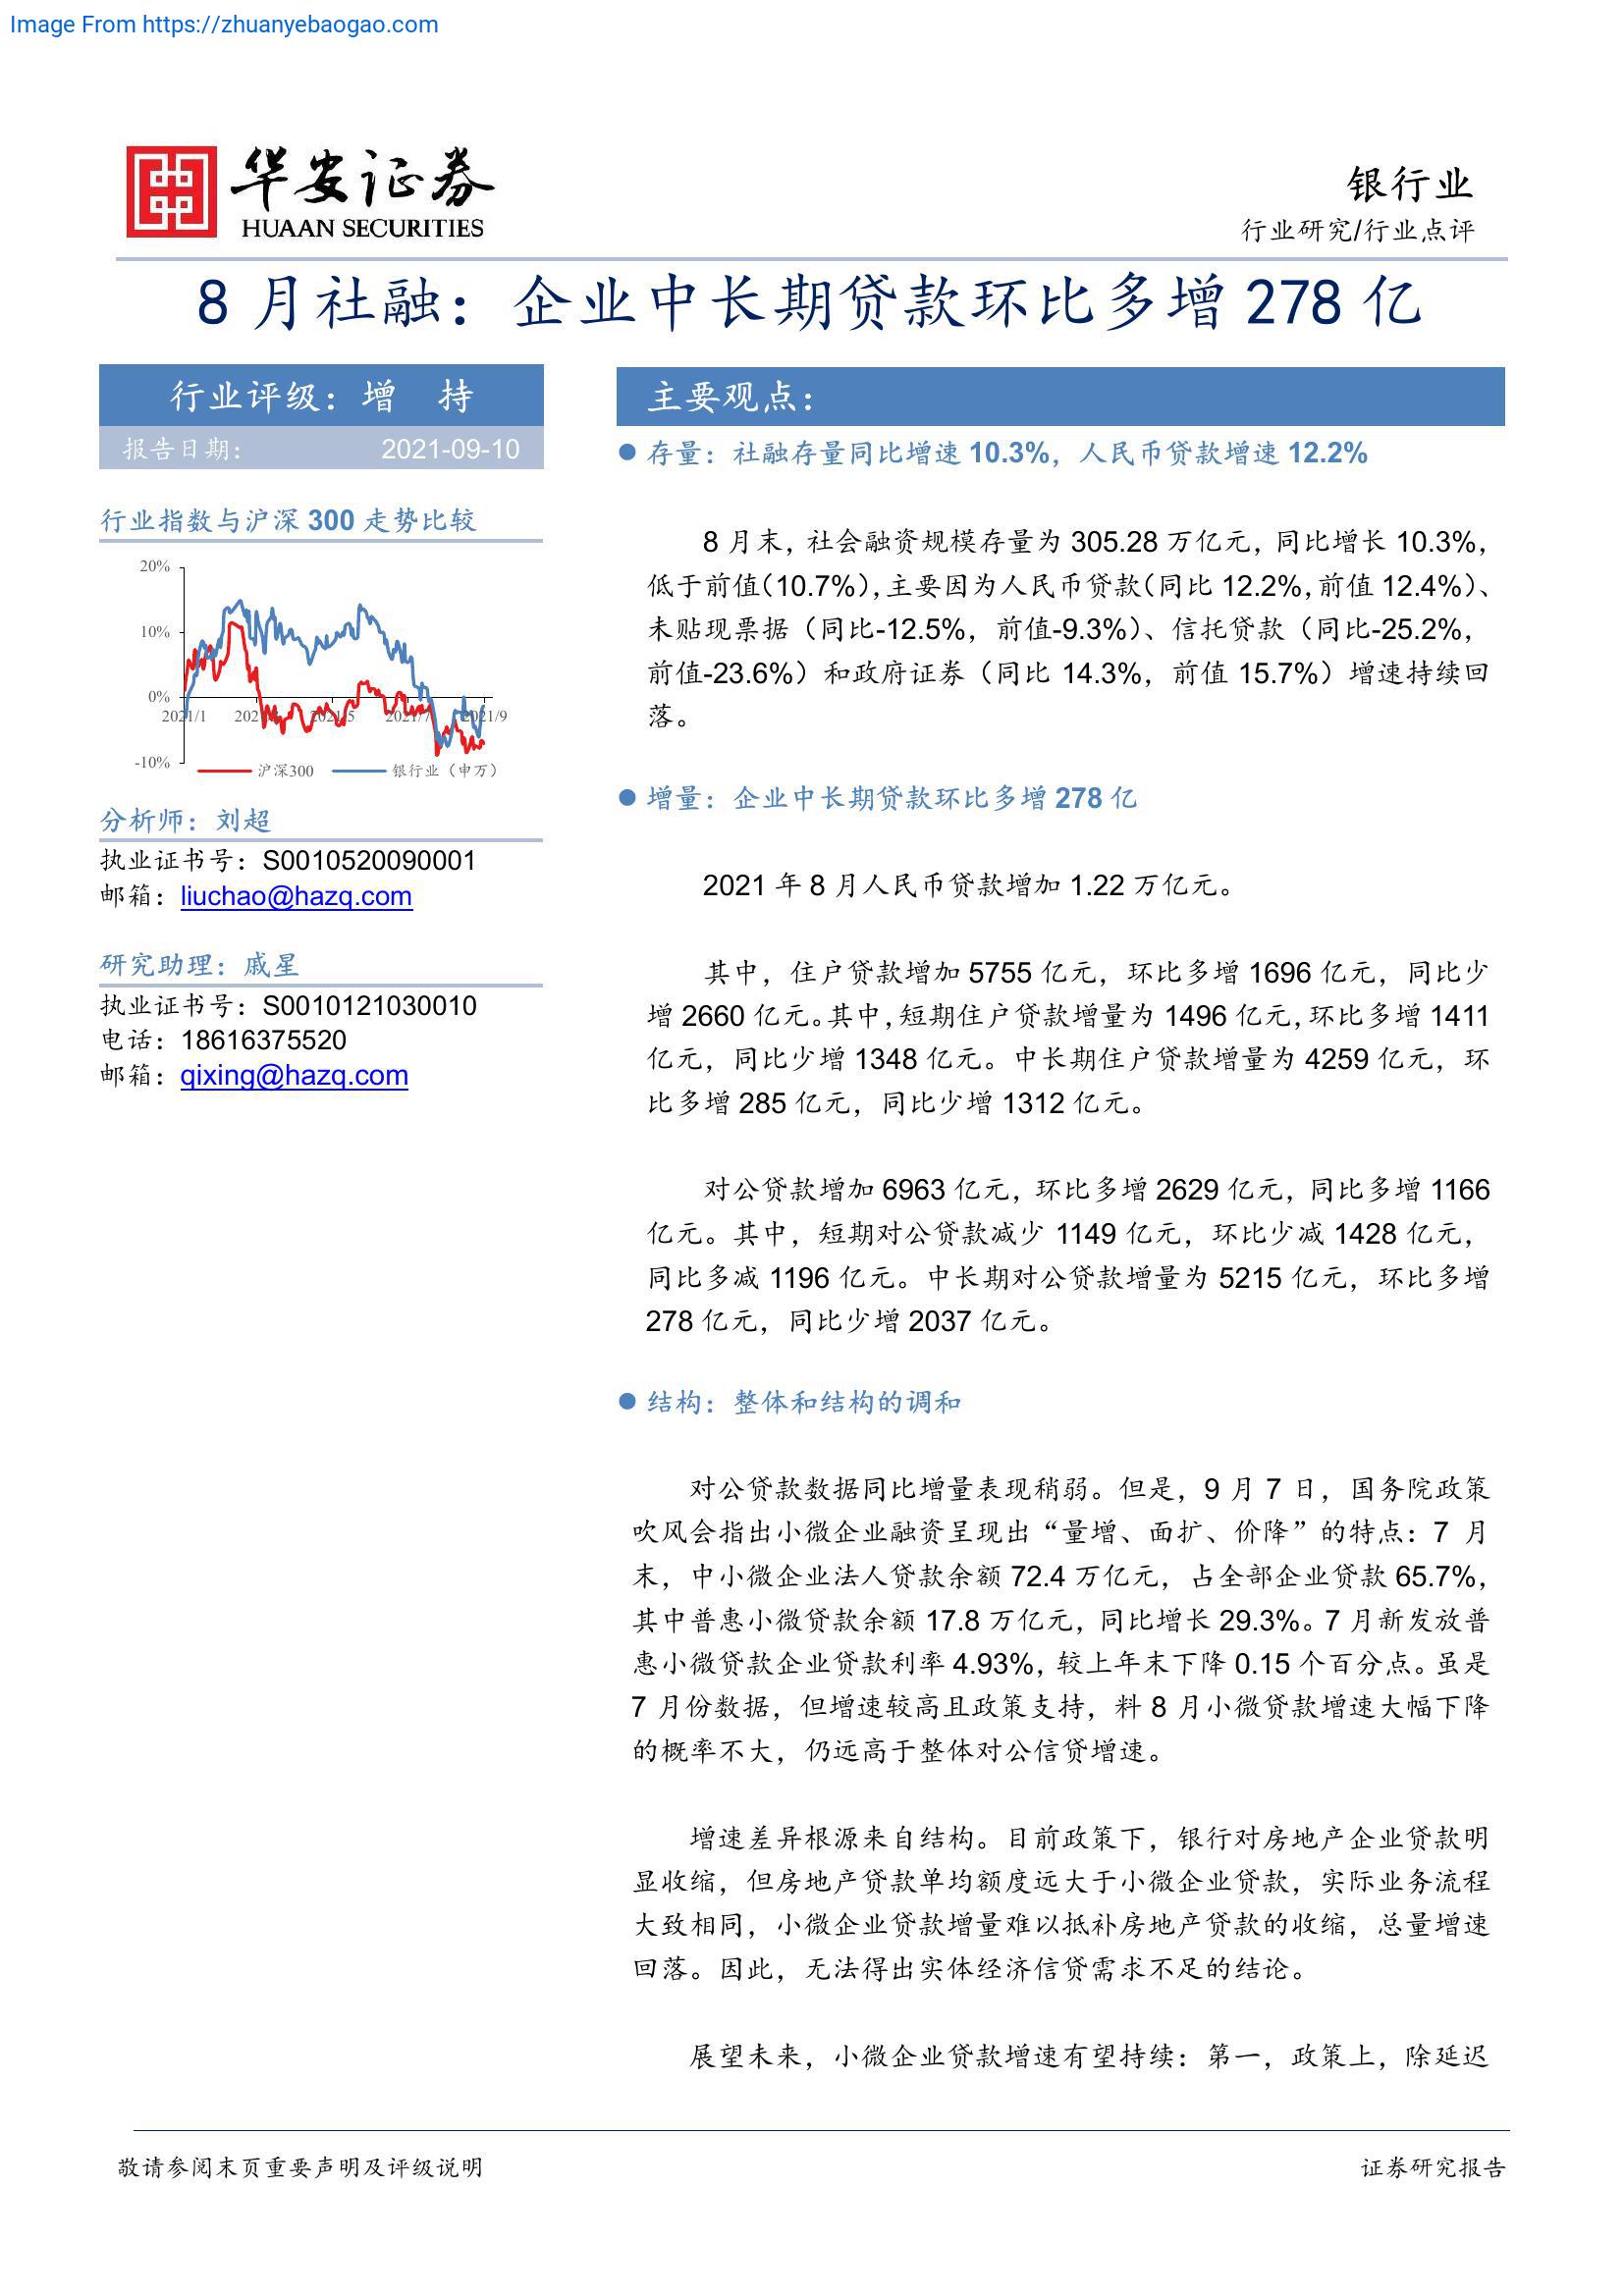 Image From https://zhuanyebaogao.com
华安证券
HUAAN SECURITIES
银行业
行业研究/行业点评
8 月社融：企业中长期贷款环比多增 278 亿
行业评级：增 持
报告日期： 2021-09-10
行业指数与沪深 300 走势比较
20%
10%
0%
-10%
2021/1 2021/3 2021/5 2021/7 2021/9
沪深300 银行业（申万）
分析师：刘超
执业证书号：S0010520090001
邮箱：liuchao@hazq.com
研究助理：戚星
执业证书号：S0010121030010
电话：18616375520
邮箱：qixing@hazq.com
主要观点：
● 存量：社融存量同比增速 10.3%，人民币贷款增速 12.2%
8 月末，社会融资规模存量为 305.28 万亿元，同比增长 10.3%，
低于前值（10.7%），主要因为人民币贷款（同比 12.2%，前值 12.4%）、
未贴现票据（同比-12.5%，前值-9.3%）、信托贷款（同比-25.2%，
前值-23.6%）和政府证券（同比 14.3%，前值 15.7%）增速持续回
落。
● 增量：企业中长期贷款环比多增 278 亿
2021 年 8 月人民币贷款增加 1.22 万亿元。
其中，住户贷款增加 5755 亿元，环比多增 1696 亿元，同比少
增 2660 亿元。其中，短期住户贷款增量为 1496 亿元，环比多增 1411
亿元，同比少增 1348 亿元。中长期住户贷款增量为 4259 亿元，环
比多增 285 亿元，同比少增 1312 亿元。
对公贷款增加 6963 亿元，环比多增 2629 亿元，同比多增 1166
亿元。其中，短期对公贷款减少 1149 亿元，环比少减 1428 亿元，
同比多减 1196 亿元。中长期对公贷款增量为 5215 亿元，环比多增
278 亿元，同比少增 2037 亿元。
● 结构：整体和结构的调和
对公贷款数据同比增量表现稍弱。但是，9 月 7 日，国务院政策
吹风会指出小微企业融资呈现出“量增、面扩、价降”的特点：7 月
末，中小微企业法人贷款余额 72.4 万亿元，占全部企业贷款 65.7%，
其中普惠小微贷款余额 17.8 万亿元，同比增长 29.3%。7 月新发放普
惠小微贷款企业贷款利率 4.93%，较上年末下降 0.15 个百分点。虽是
7 月份数据，但增速较高且政策支持，料 8 月小微贷款增速大幅下降
的概率不大，仍远高于整体对公信贷增速。
增速差异根源来自结构。目前政策下，银行对房地产企业贷款明
显收缩，但房地产贷款单均额度远大于小微企业贷款，实际业务流程
大致相同，小微企业贷款增量难以抵补房地产贷款的收缩，总量增速
回落。因此，无法得出实体经济信贷需求不足的结论。
展望未来，小微企业贷款增速有望持续：第一，政策上，除延迟
敬请参阅末页重要声明及评级说明
证券研究报告